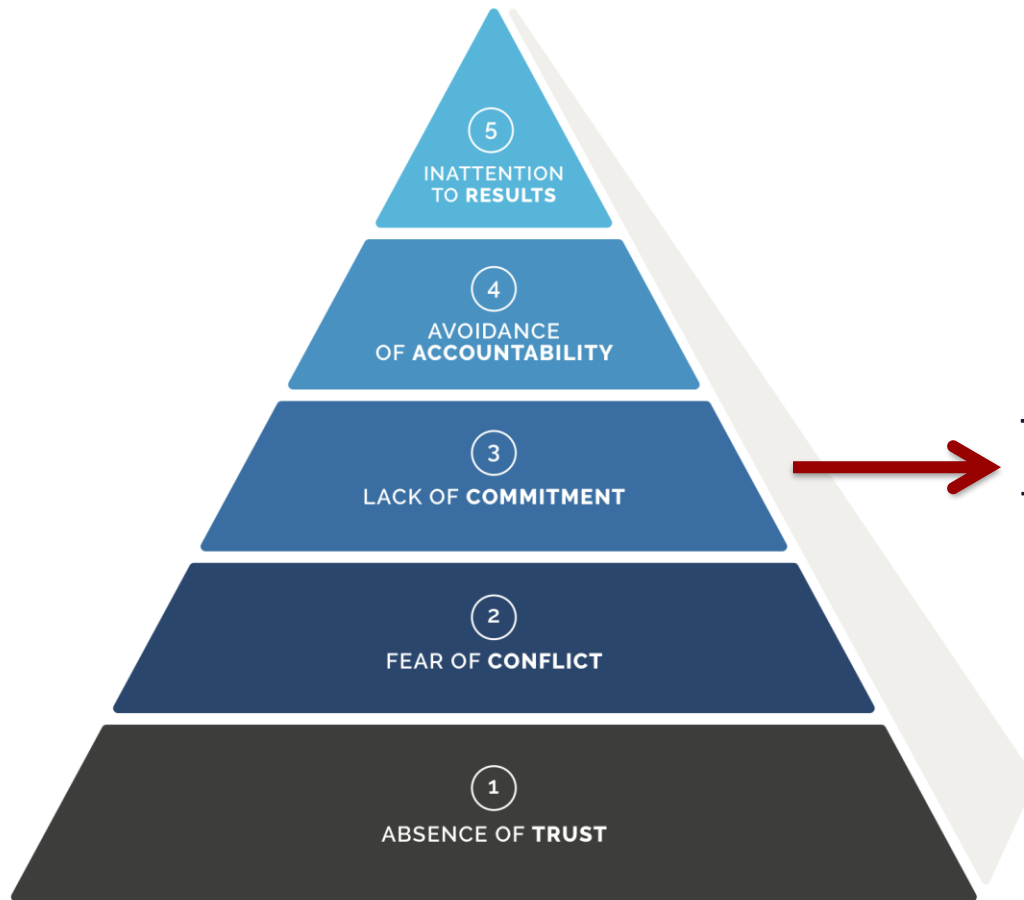 5
INATTENTION
TO RESULTS
4
AVOIDANCE
OF ACCOUNTABILITY
3
LACK OF COMMITMENT
2
FEAR OF CONFLICT
1
ABSENCE OF TRUST